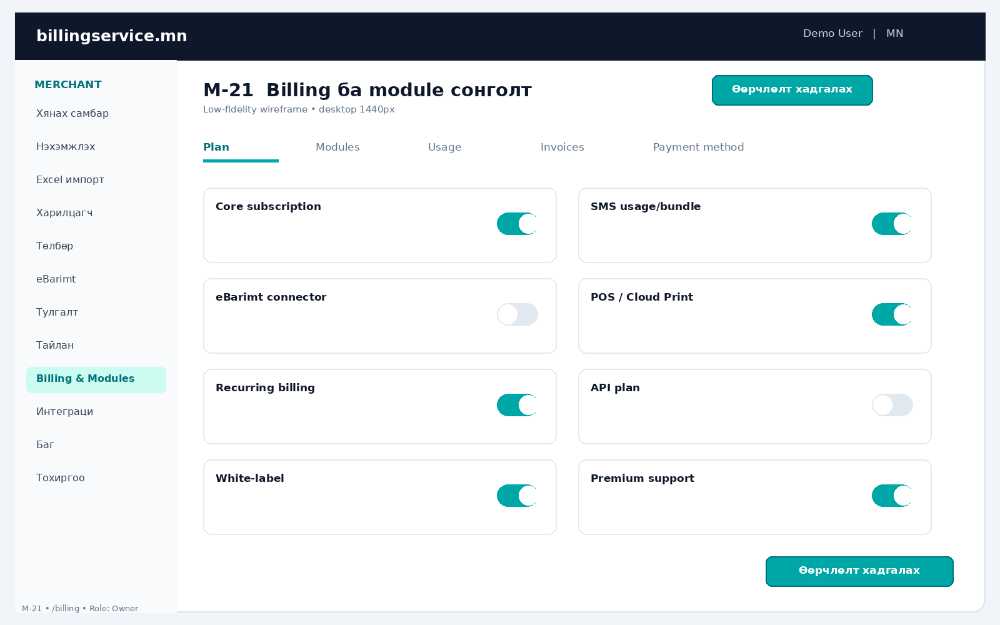 billingservice.mn
Demo User | MN
MERCHANT
Хянах самбар
Нэхэмжлэх
Excel импорт
Харилцагч
Төлбөр
eBarimt
Тулгалт
Тайлан
Billing & Modules
Интеграци
Баг
Тохиргоо
M-21 • /billing • Role: Owner
M-21 Billing ба module сонголт
Low-fidelity wireframe • desktop 1440px
Өөрчлөлт хадгалах
Plan Modules Usage Invoices Payment method
Core subscription
SMS usage/bundle
eBarimt connector
POS / Cloud Print
Recurring billing
API plan
White-label
Premium support
Өөрчлөлт хадгалах